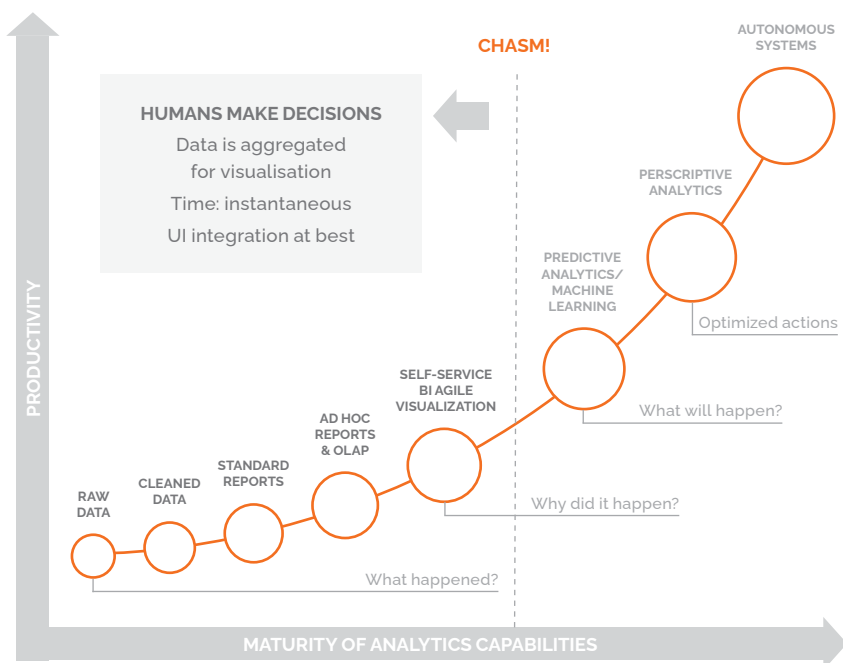 AUTONOMOUS
SYSTEMS
CHASM!
HUMANS MAKE DECISIONS
Data is aggregated
for visualisation
Time: instantaneous
UI integration at best
PERSCRIPTIVE
ANALYTICS
PREDICTIVE
ANALYTICS/
MACHINE
LEARNING
Optimized actions
PRODUCTIVITY
SELF-SERVICE
BI AGILE
VISUALIZATION
What will happen?
AD HOC
REPORTS
& OLAP
STANDARD
REPORTS
CLEANED
DATA
RAW
DATA
Why did it happen?
What happened?
MATURITY OF ANALYTICS CAPABILITIES